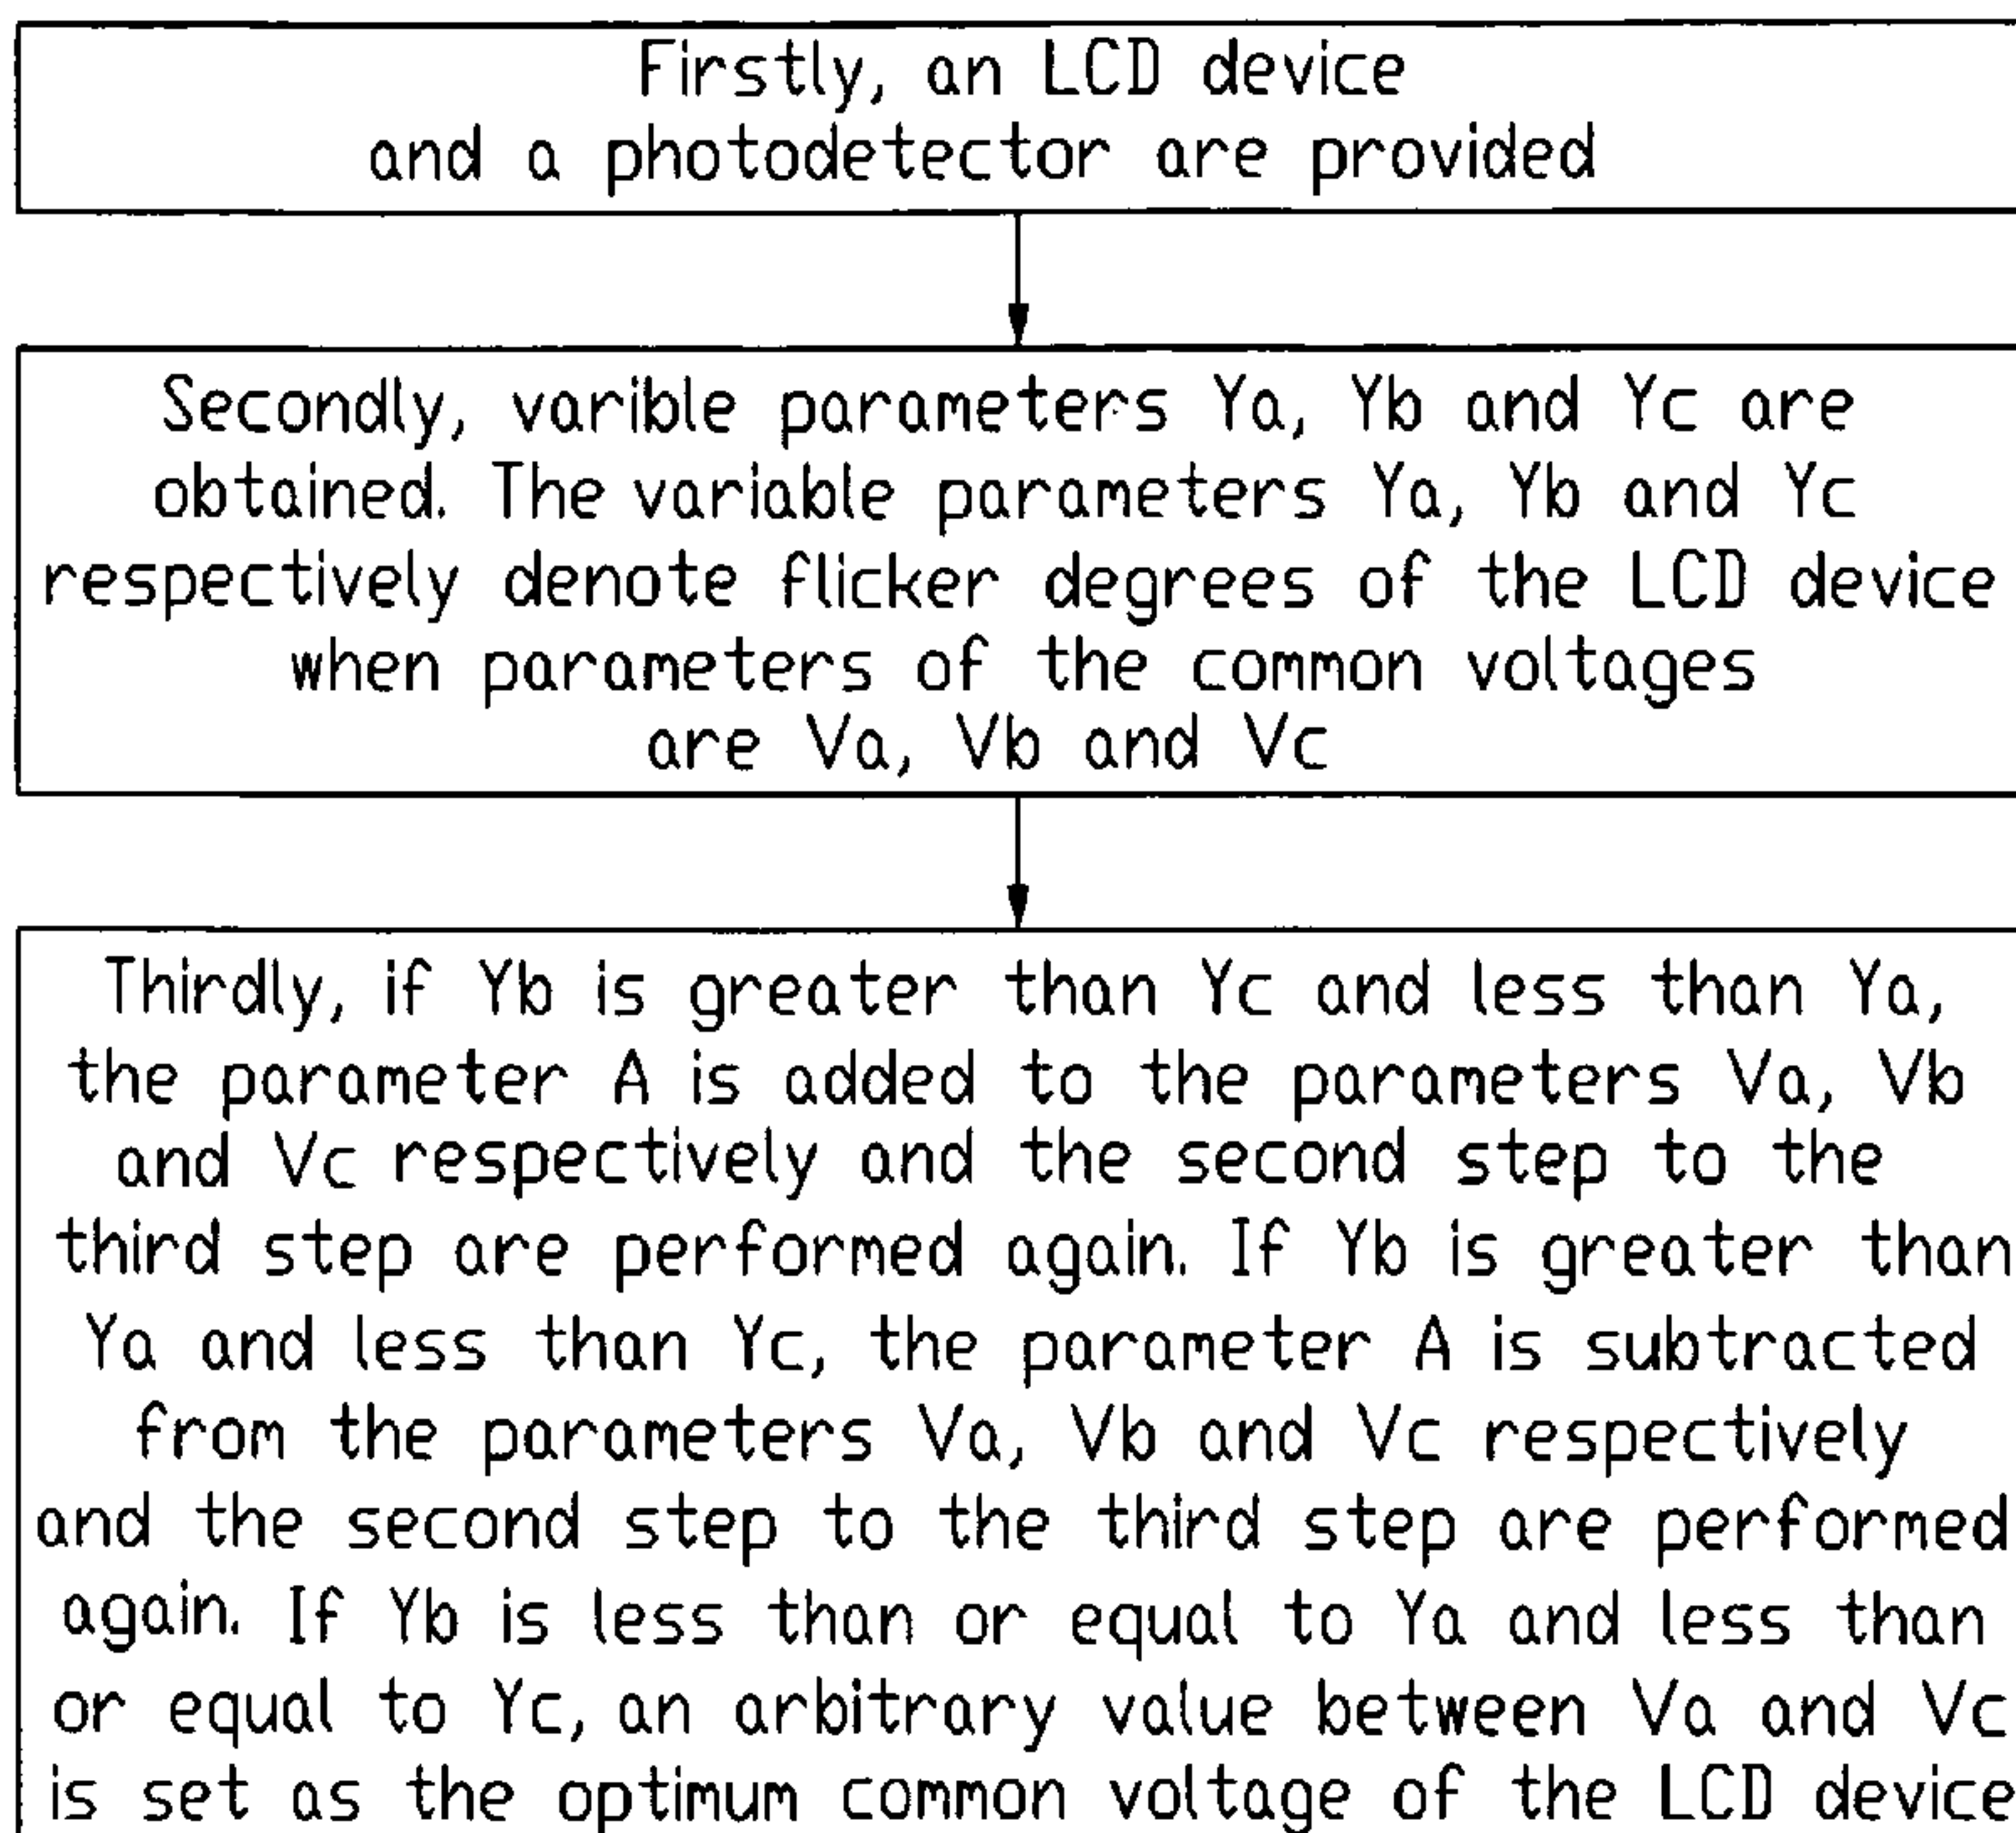 Firstly, an LCD device
and a photodetector are provided
Secondly, varible parameters Ya, Yb and Yc are
obtained. The variable parameters Ya, Yb and Yc
respectively denote flicker degrees of the LCD device
when parameters of the common voltages
are Va, Vb and Vc
Thirdly, if Yb is greater than Yc and less than Ya,
the parameter A is added to the parameters Va, Vb
and Vc respectively and the second step to the
third step are performed again. If Yb is greater than
Ya and less than Yc, the parameter A is subtracted
from the parameters Va, Vb and Vc respectively
and the second step to the third step are performed
again. If Yb is less than or equal to Ya and less than
or equal to Yc, an arbitrary value between Va and Vc
is set as the optimum common voltage of the LCD device